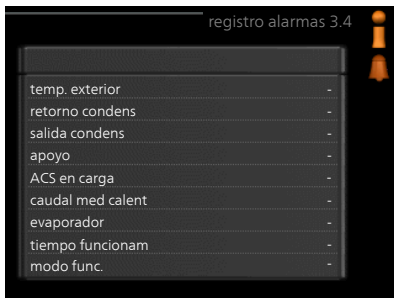 registro alarmas 3.4
temp. exterior -
retorno condens -
salida condens -
apoyo -
ACS en carga -
caudal med calent -
evaporador -
tiempo funcionam -
modo func. -